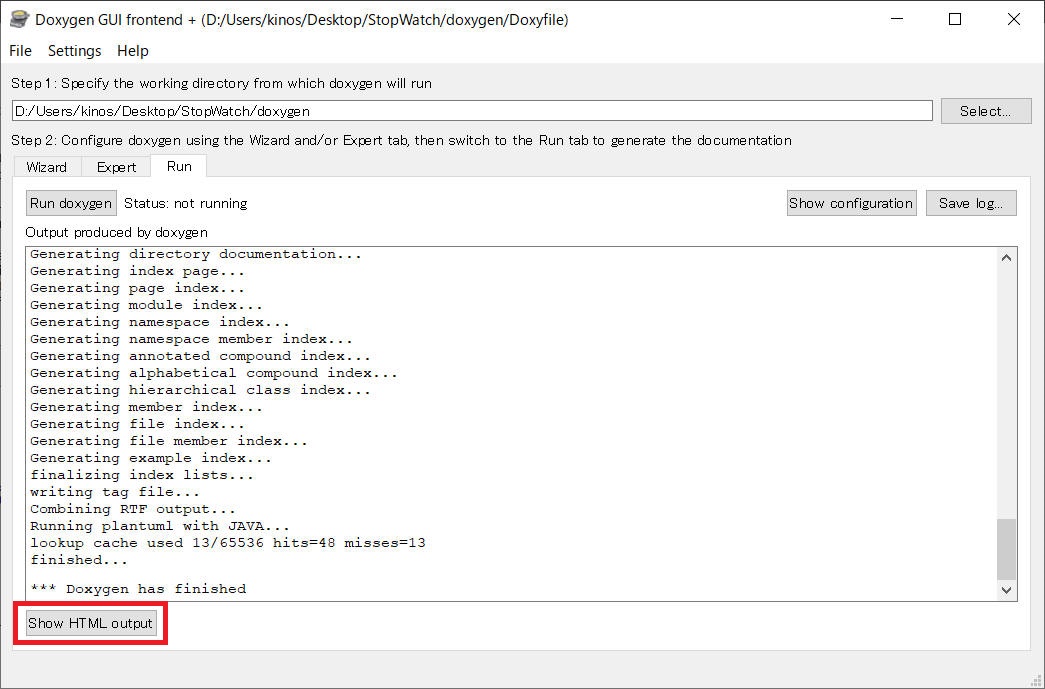 Doxygen GUI frontend + (D:/Users/kinos/Desktop/StopWatch/doxygen/Doxyfile)
File Settings Help
Step 1: Specify the working directory from which doxygen will run
D:/Users/kinos/Desktop/StopWatch/doxygen Select...
Step 2: Configure doxygen using the Wizard and/or Expert tab, then switch to the Run tab to generate the documentation
Wizard Expert Run
Run doxygen Status: not running Show configuration Save log...
Output produced by doxygen
Generating directory documentation...
Generating index page...
Generating page index...
Generating module index...
Generating namespace index...
Generating namespace member index...
Generating annotated compound index...
Generating alphabetical compound index...
Generating hierarchical class index...
Generating member index...
Generating file index...
Generating file member index...
Generating example index...
finalizing index lists...
writing tag file...
Combining RTF output...
Running plantuml with JAVA...
lookup cache used 13/65536 hits=48 misses=13
finished...
*** Doxygen has finished
Show HTML output